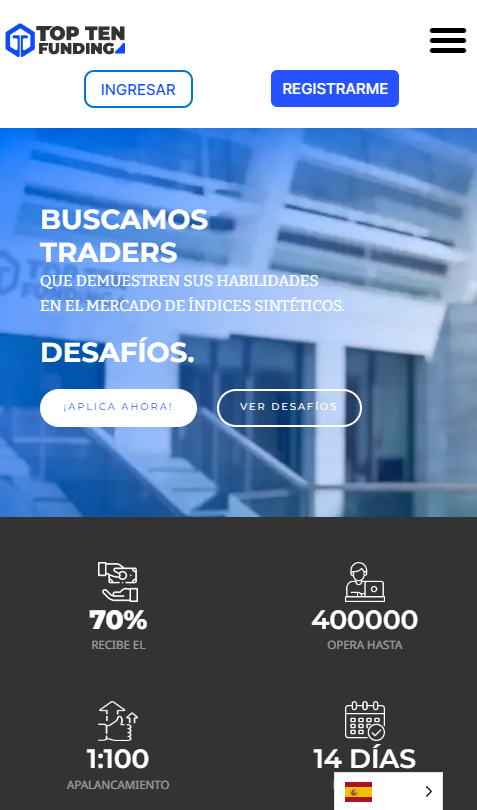 TOP TEN
FUNDING
INGRESAR
REGISTRARME
BUSCAMOS
TRADERS
QUE DEMUESTREN SUS HABILIDADES
EN EL MERCADO DE ÍNDICES SINTÉTICOS.
DESAFÍOS.
¡APLICA AHORA!
VER DESAFÍOS
70%
RECIBE EL
400000
OPERA HASTA
1:100
APALANCAMIENTO
14 DÍAS